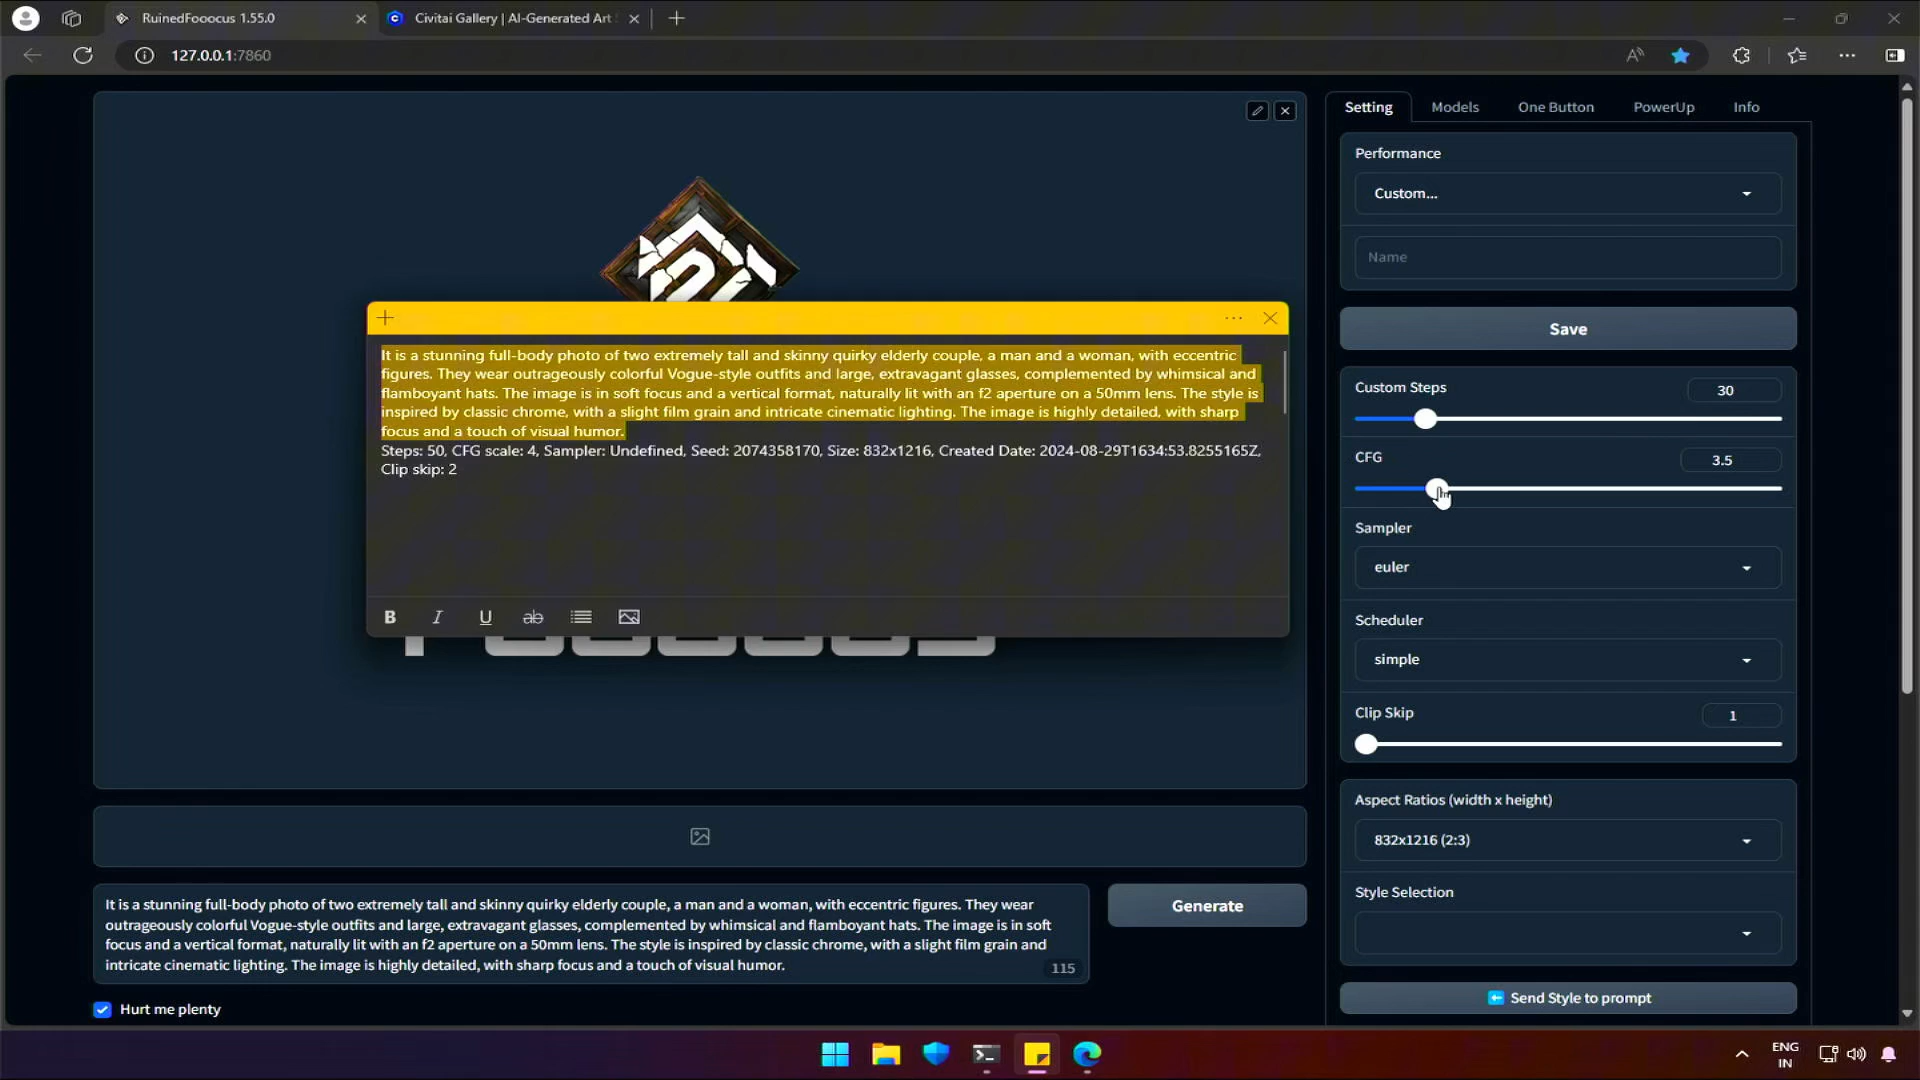 RuinedFooocus 1.55.0
Civitai Gallery | AI-Generated Art
127.0.0.1:7860
Setting
Models
One Button
PowerUp
Info
Performance
Custom...
Name
Save
It is a stunning full-body photo of two extremely tall and skinny quirky elderly couple, a man and a woman, with eccentric
figures. They wear outrageously colorful Vogue-style outfits and large, extravagant glasses, complemented by whimsical and
flamboyant hats. The image is in soft focus and a vertical format, naturally lit with an f2 aperture on a 50mm lens. The style is
inspired by classic chrome, with a slight film grain and intricate cinematic lighting. The image is highly detailed, with sharp
focus and a touch of visual humor.
Steps: 50, CFG scale: 4, Sampler: Undefined, Seed: 2074358170, Size: 832x1216, Created Date: 2024-08-29T1634:53.8255165Z,
Clip skip: 2
B I U ab
Custom Steps
30
CFG
3.5
Sampler
euler
Scheduler
simple
Clip Skip
1
Aspect Ratios (width x height)
832x1216 (2:3)
Style Selection
Send Style to prompt
It is a stunning full-body photo of two extremely tall and skinny quirky elderly couple, a man and a woman, with eccentric figures. They wear
outrageously colorful Vogue-style outfits and large, extravagant glasses, complemented by whimsical and flamboyant hats. The image is in soft
focus and a vertical format, naturally lit with an f2 aperture on a 50mm lens. The style is inspired by classic chrome, with a slight film grain and
intricate cinematic lighting. The image is highly detailed, with sharp focus and a touch of visual humor.
115
Generate
Hurt me plenty
ENG
IN